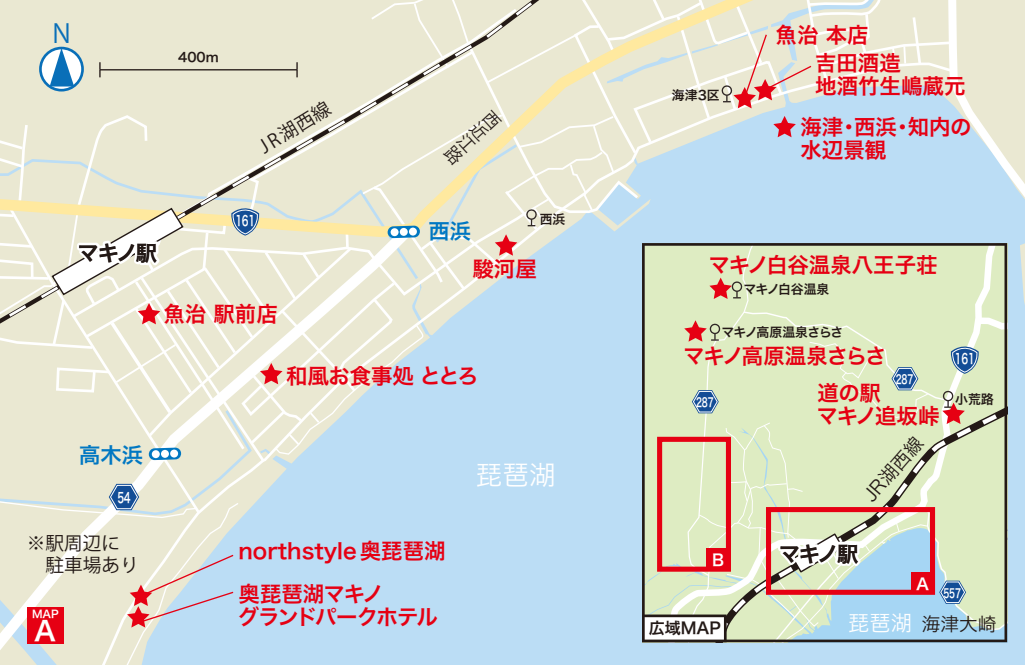 N
400m
JR湖西線
西浜江路
161
マキノ駅
西浜
西浜
駿河屋
魚治 本店
吉田酒造
地酒竹生嶋蔵元
海津3区
海津・西浜・知内の
水辺景観
魚治 駅前店
和風お食事処 ととろ
高木浜
54
琵琶湖
※駅周辺に
駐車場あり
northstyle 奥琵琶湖
奥琵琶湖マキノ
グランドパークホテル
MAP
A
マキノ白谷温泉八王子荘
マキノ白谷温泉
マキノ高原温泉さらさ
マキノ高原温泉さらさ
161
287
287
道の駅
マキノ追坂峠
小荒路
JR湖西線
B
マキノ駅
A
557
琵琶湖
海津大崎
広域MAP